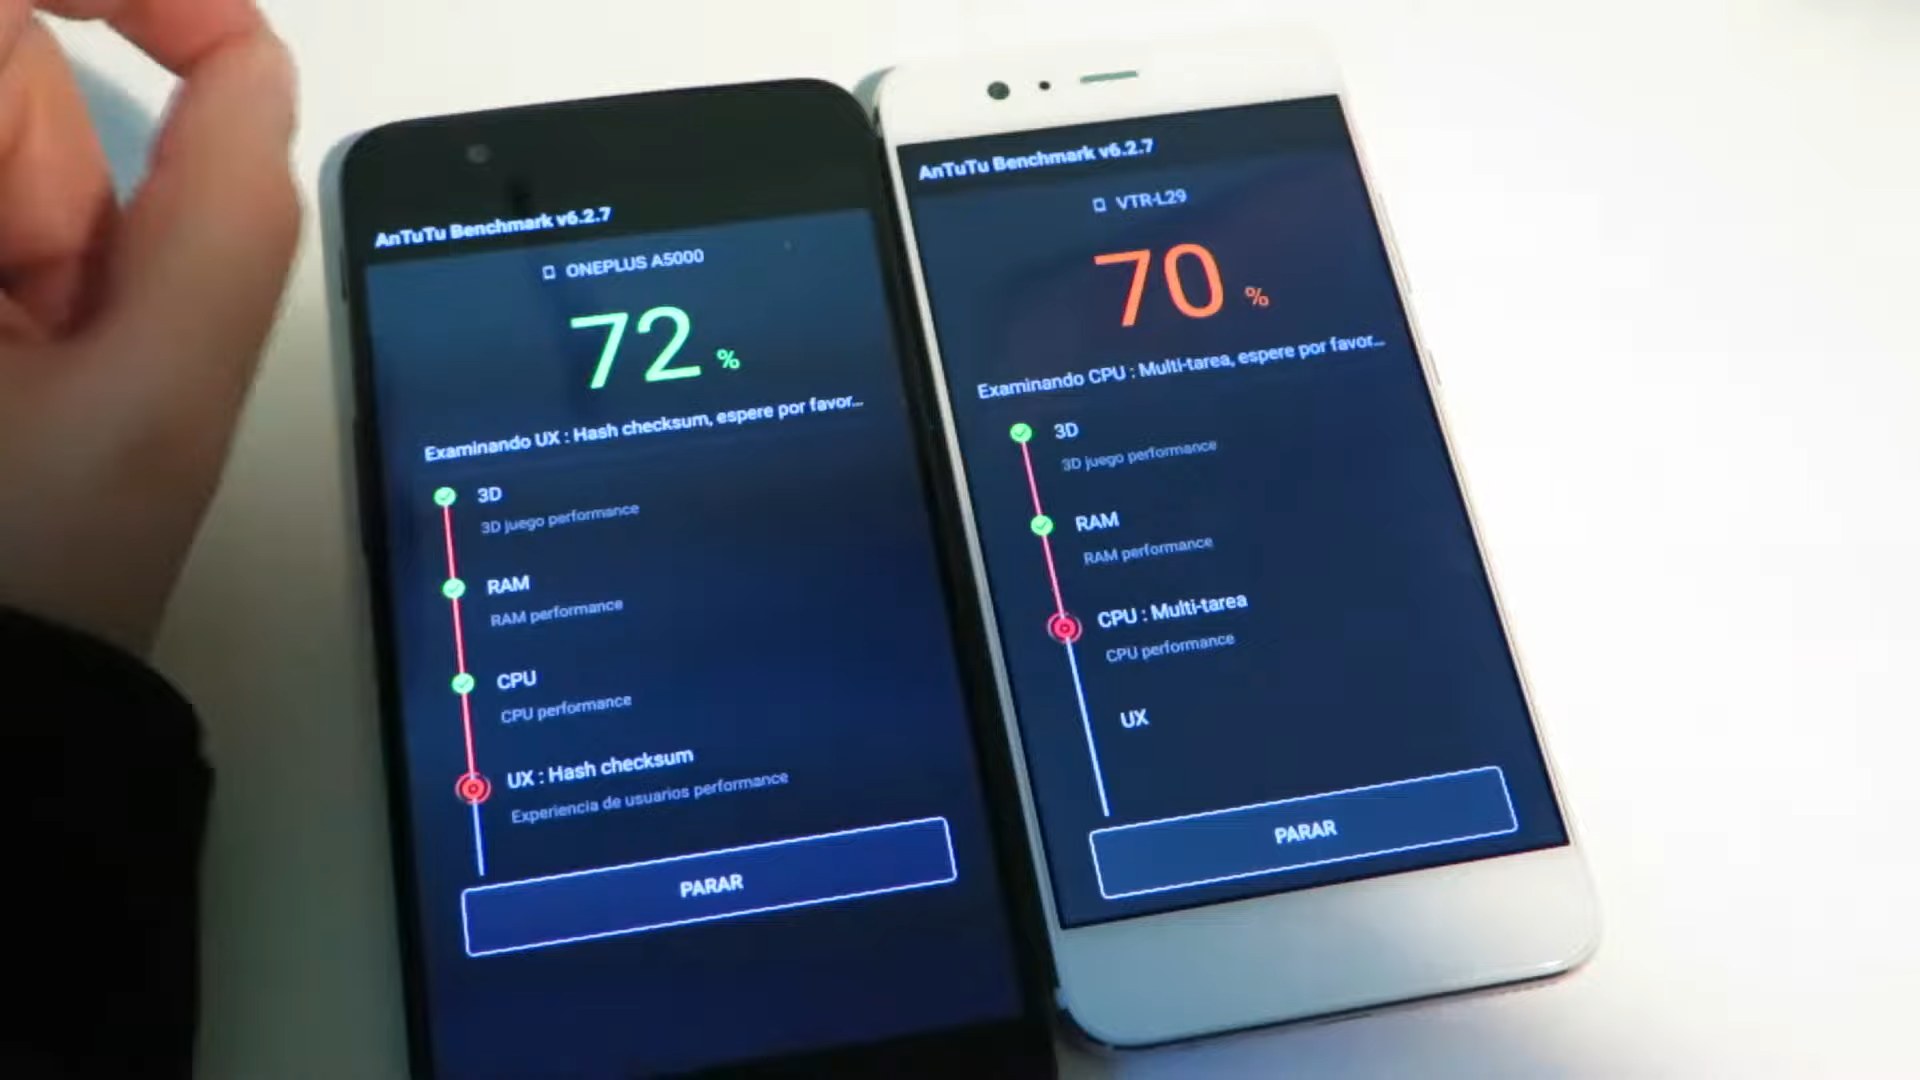 AnTuTu Benchmark v6.2.7
ONEPLUS A5000
72 %
Examinando UX : Hash checksum, espere por favor...
3D
3D juego performance
RAM
RAM performance
CPU
CPU performance
UX : Hash checksum
Experiencia de usuarios performance
PARAR
AnTuTu Benchmark v6.2.7
VTR-L29
70 %
Examinando CPU : Multi-tarea, espere por favor...
3D
3D juego performance
RAM
RAM performance
CPU : Multi-tarea
CPU performance
UX
PARAR